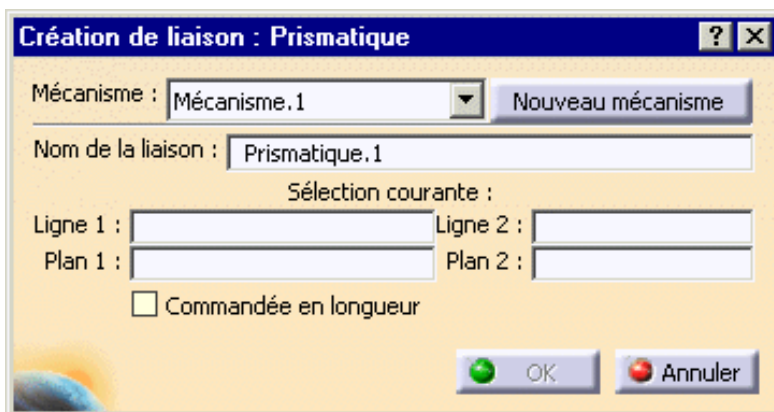 Création de liaison : Prismatique
Mécanisme : Mécanisme.1 Nouveau mécanisme
Nom de la liaison : Prismatique.1
Sélection courante :
Ligne 1 : Ligne 2 :
Plan 1 : Plan 2 :
Commandée en longueur
OK Annuler